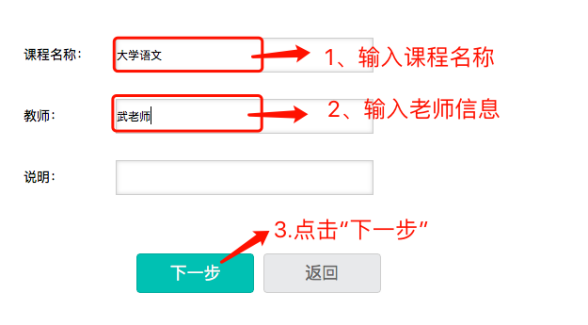 课程名称： 大学语文 1、输入课程名称
教师： 武老师 2、输入老师信息
说明：
3.点击“下一步”
下一步 返回